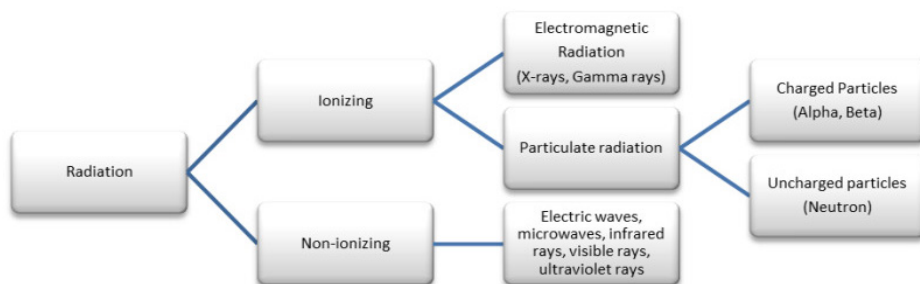 Radiation
Ionizing
Electromagnetic
Radiation
(X-rays, Gamma rays)
Particulate radiation
Charged Particles
(Alpha, Beta)
Uncharged particles
(Neutron)
Non-ionizing
Electric waves,
microwaves, infrared
rays, visible rays,
ultraviolet rays